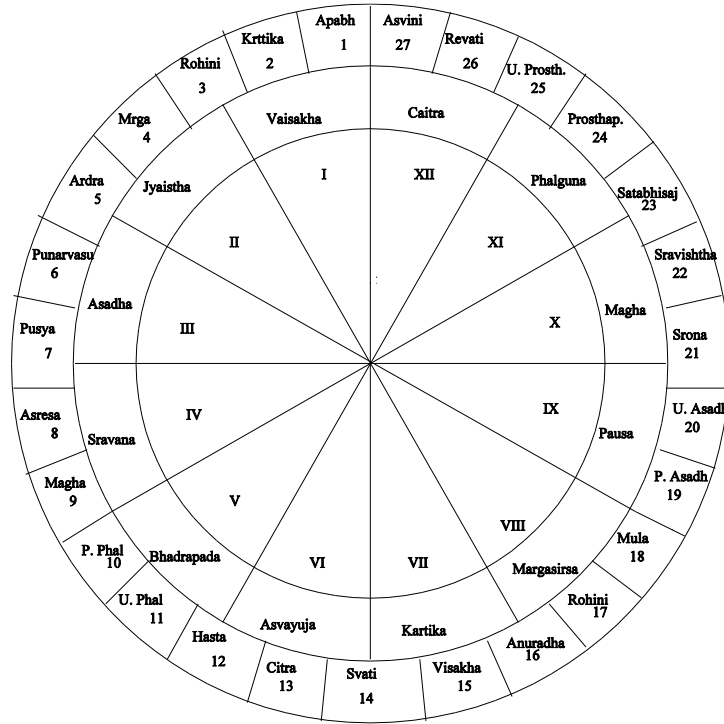 Apabh
1
Krttika
2
Rohini
3
Mrga
4
Ardra
5
Punarvasu
6
Pusya
7
Asresa
8
Magha
9
P. Phal
10
U. Phal
11
Hasta
12
Citra
13
Svati
14
Visakha
15
Anuradha
16
Rohini
17
Mula
18
P. Asadh
19
U. Asadh
20
Srona
21
Sravishtha
22
Satabhisaj
23
Prosthap.
24
U. Prosth.
25
Revati
26
Asvini
27
Vaisakha
Jyaistha
Asadha
Sravana
Bhadrapada
Asvayuja
Kartika
Margasirsa
Pausa
Magha
Phalguna
Caitra
I
II
III
IV
V
VI
VII
VIII
IX
X
XI
XII